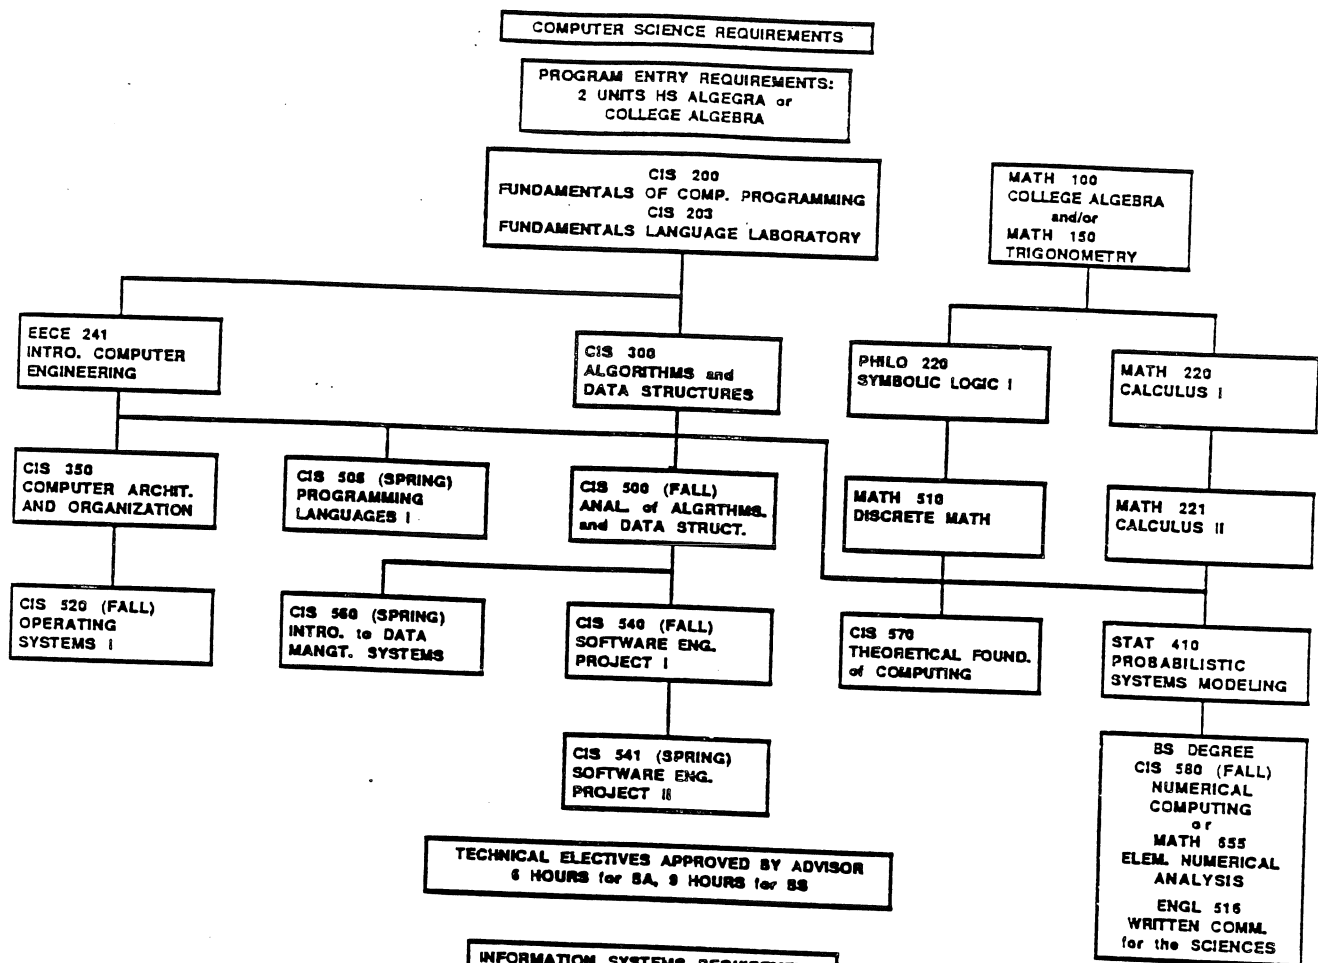 COMPUTER SCIENCE REQUIREMENTS
PROGRAM ENTRY REQUIREMENTS:
2 UNITS HS ALGEGRA or
COLLEGE ALGEBRA
CIS 200
FUNDAMENTALS OF COMP. PROGRAMMING
CIS 203
FUNDAMENTALS LANGUAGE LABORATORY
MATH 100
COLLEGE ALGEBRA
and/or
MATH 150
TRIGONOMETRY
EECE 241
INTRO. COMPUTER
ENGINEERING
CIS 300
ALGORITHMS and
DATA STRUCTURES
PHILO 220
SYMBOLIC LOGIC I
MATH 220
CALCULUS I
CIS 350
COMPUTER ARCHIT.
AND ORGANIZATION
CIS 505 (SPRING)
PROGRAMMING
LANGUAGES I
CIS 500 (FALL)
ANAL. of ALGRTHMS.
and DATA STRUCT.
MATH 510
DISCRETE MATH
MATH 221
CALCULUS II
CIS 520 (FALL)
OPERATING
SYSTEMS I
CIS 560 (SPRING)
INTRO. to DATA
MANGT. SYSTEMS
CIS 540 (FALL)
SOFTWARE ENG.
PROJECT I
CIS 570
THEORETICAL FOUND.
of COMPUTING
STAT 410
PROBABILISTIC
SYSTEMS MODELING
CIS 541 (SPRING)
SOFTWARE ENG.
PROJECT II
BS DEGREE
CIS 580 (FALL)
NUMERICAL
COMPUTING
or
MATH 655
ELEM. NUMERICAL
ANALYSIS
ENGL 516
WRITTEN COMM.
for the SCIENCES
TECHNICAL ELECTIVES APPROVED BY ADVISOR
6 HOURS for BA, 9 HOURS for BS
INFORMATION SYSTEMS